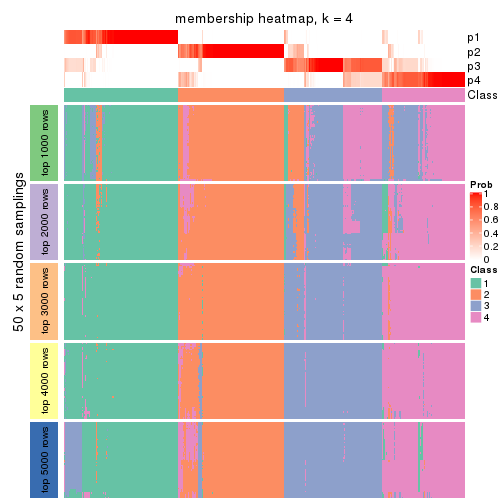 membership heatmap, k = 4
p1
p2
p3
p4
Class
50 x 5 random samplings
top 1000 rows
top 2000 rows
top 3000 rows
top 4000 rows
top 5000 rows
Prob
1
0.8
0.6
0.4
0.2
0
Class
1
2
3
4